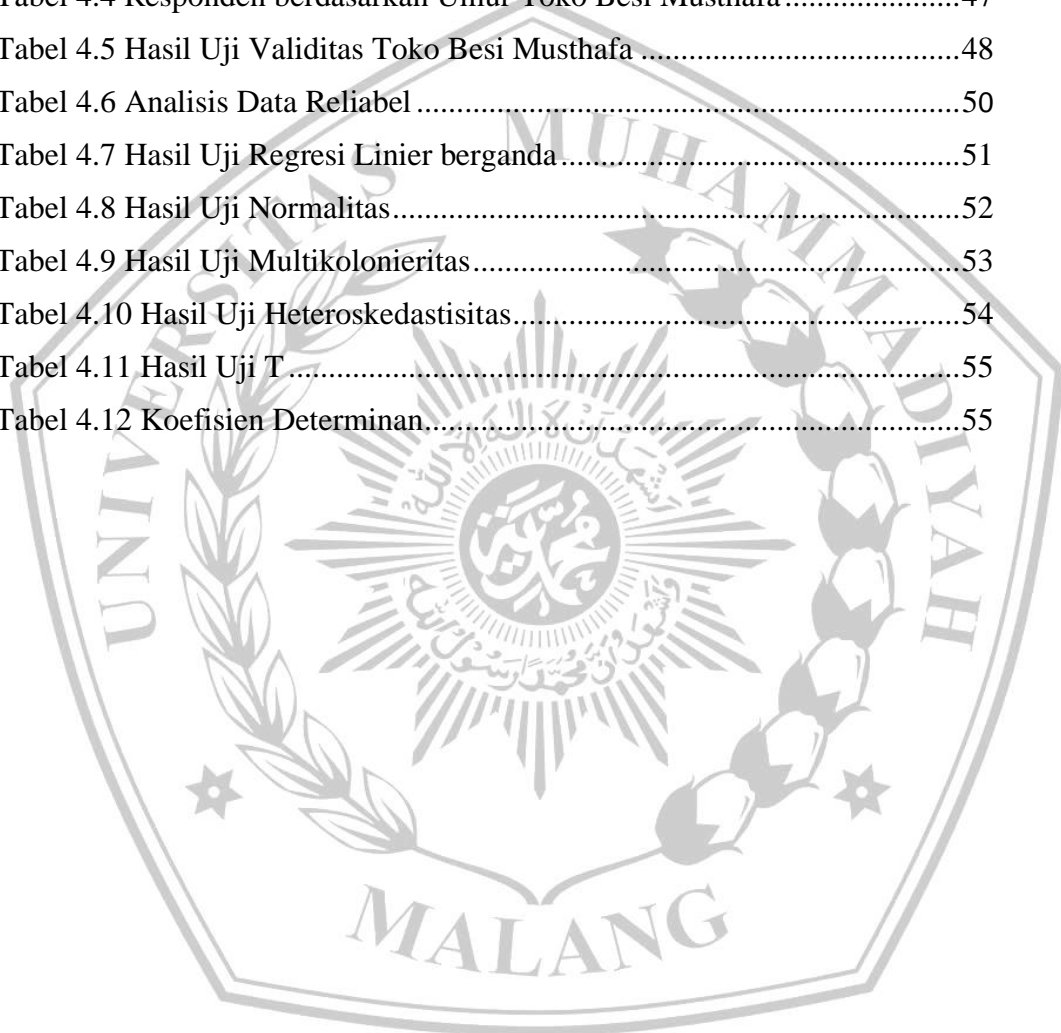 Tabel 4.4 Responden berdasarkan Umur Toko Besi Musthafa.....................47
Tabel 4.5 Hasil Uji Validitas Toko Besi Musthafa .......................................48
Tabel 4.6 Analisis Data Reliabel ..................................................................50
Tabel 4.7 Hasil Uji Regresi Linier berganda.................................................51
Tabel 4.8 Hasil Uji Normalitas......................................................................52
Tabel 4.9 Hasil Uji Multikolonieritas............................................................53
Tabel 4.10 Hasil Uji Heteroskedastisitas.......................................................54
Tabel 4.11 Hasil Uji T...................................................................................55
Tabel 4.12 Koefisien Determinan..................................................................55
UNIVERSITAS MUHAMMADIYAH
MALANG